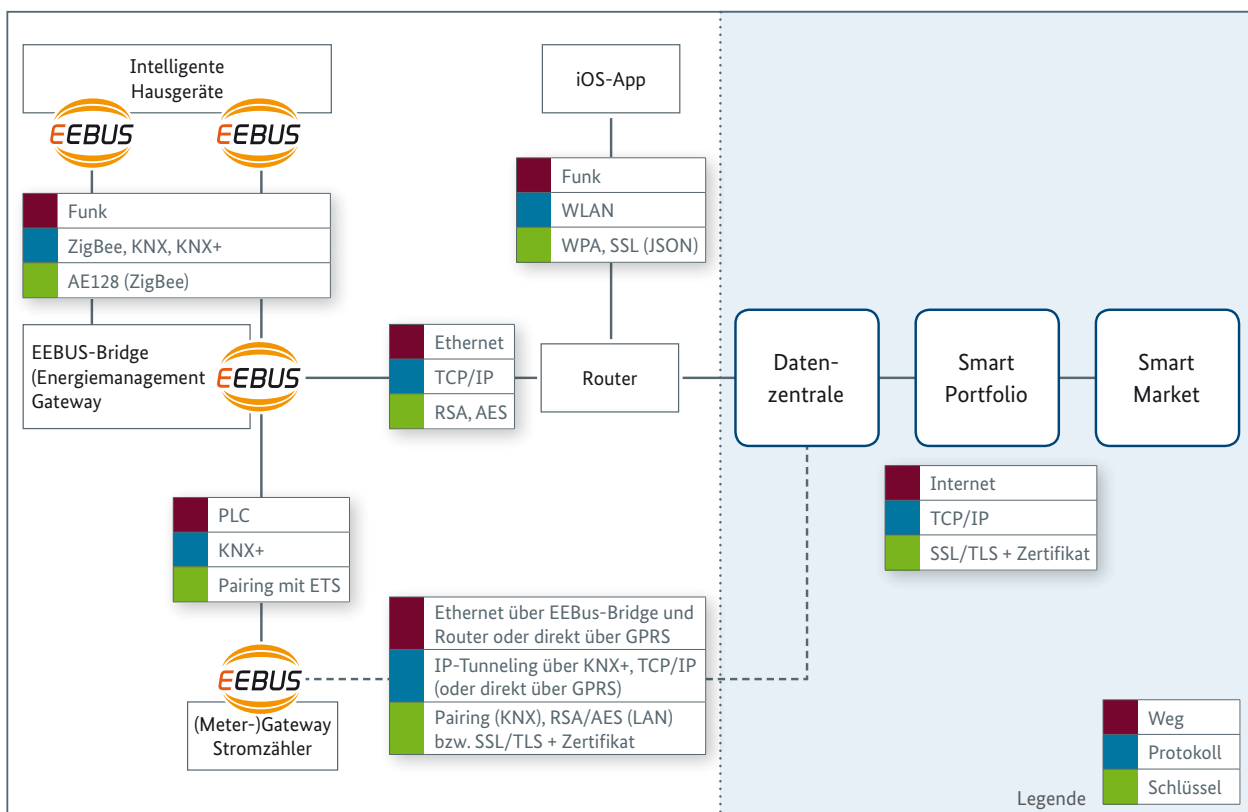 Intelligente
Hausgeräte
EEBUS
EEBUS
Funk
ZigBee, KNX, KNX+
AE128 (ZigBee)
iOS-App
Funk
WLAN
WPA, SSL (JSON)
EEBUS-Bridge
(Energiemanagement
Gateway
EEBUS
Ethernet
TCP/IP
RSA, AES
Router
Daten-
zentrale
Smart
Portfolio
Smart
Market
Internet
TCP/IP
SSL/TLS + Zertifikat
PLC
KNX+
Pairing mit ETS
EEBUS
(Meter-)Gateway
Stromzähler
Ethernet über EEBus-Bridge und
Router oder direkt über GPRS
IP-Tunneling über KNX+, TCP/IP
(oder direkt über GPRS)
Pairing (KNX), RSA/AES (LAN)
bzw. SSL/TLS + Zertifikat
Legende
Weg
Protokoll
Schlüssel